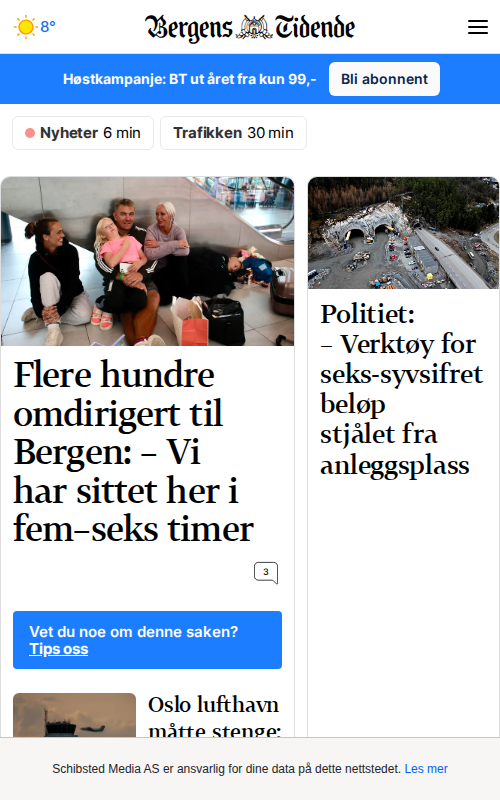 8°
Bergens Tidende
Høstkampanje: BT ut året fra kun 99,-
Bli abonnent
Nyheter 6 min
Trafikken 30 min
Flere hundre
omdirigert til
Bergen: – Vi
har sittet her i
fem–seks timer
3
Vet du noe om denne saken?
Tips oss
Oslo lufthavn
måtte stenge:
Politiet:
– Verktøy for
seks-syvsifret
beløp
stjålet fra
anleggsplass
Schibsted Media AS er ansvarlig for dine data på dette nettstedet. Les mer